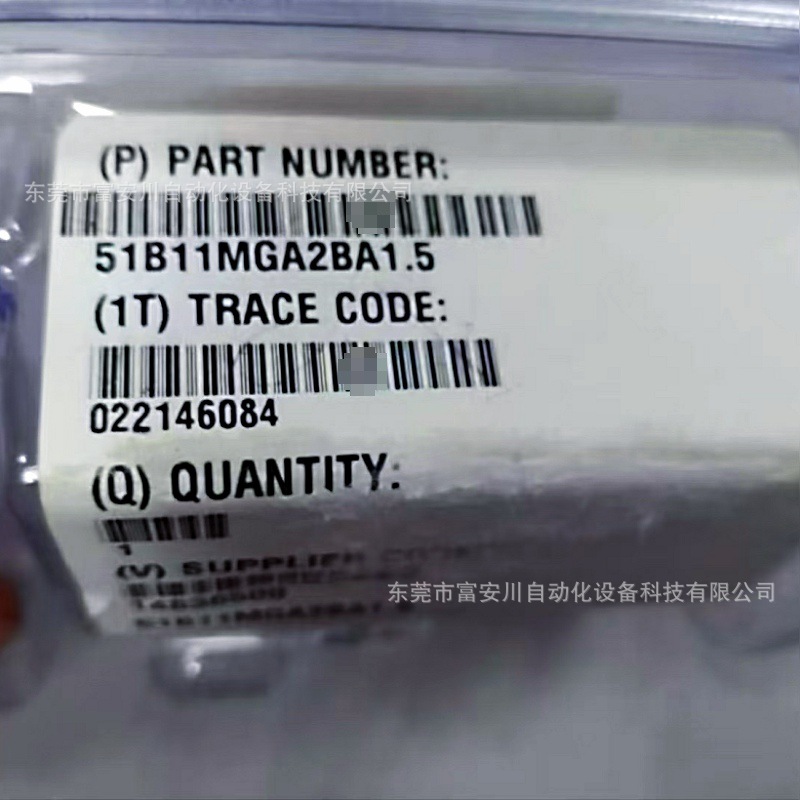 (P) PART NUMBER:
东莞市富安川自动化设备科技有限公司
51B11MGA2BA1.5
(1T) TRACE CODE:
022146084
(Q) QUANTITY:
1
(V) SUPPLIER
东莞市富安川自动化设备科技有限公司
51B11MGA2BA1